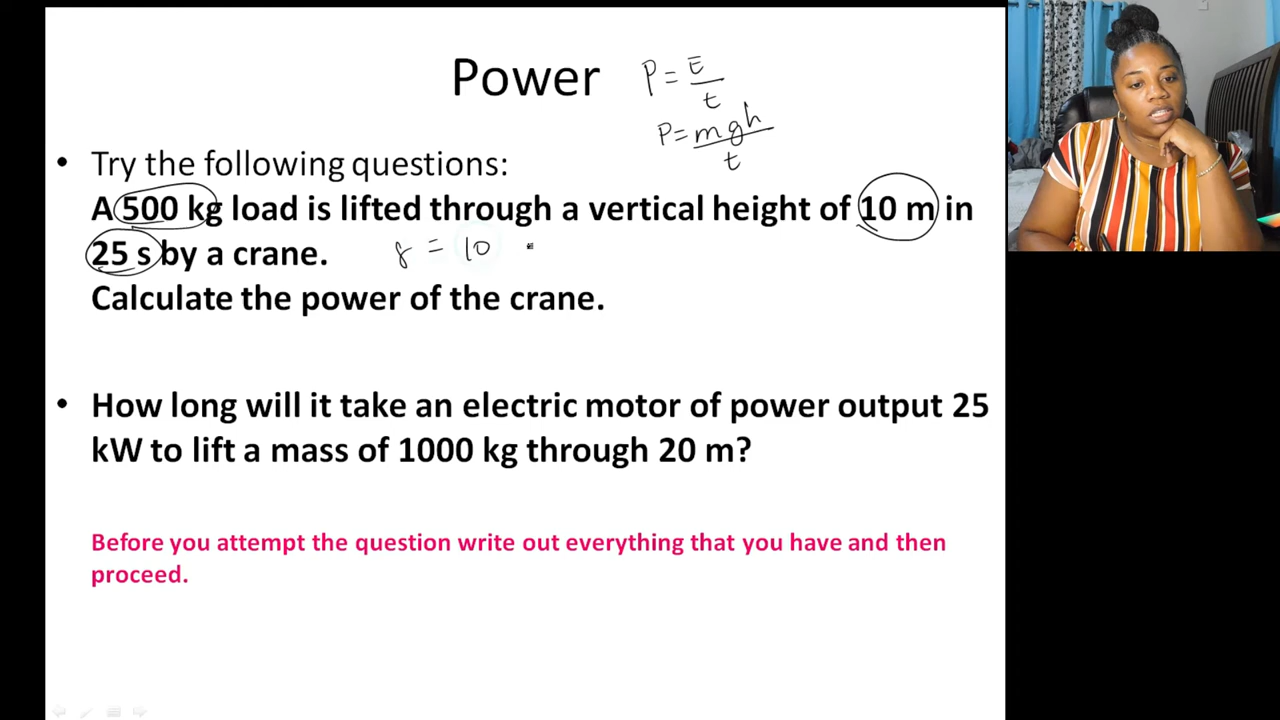 Power P = E/t
P = mgh/t
• Try the following questions:
A 500 kg load is lifted through a vertical height of 10 m in
25 s by a crane. g = 10
Calculate the power of the crane.
• How long will it take an electric motor of power output 25
kW to lift a mass of 1000 kg through 20 m?
Before you attempt the question write out everything that you have and then
proceed.